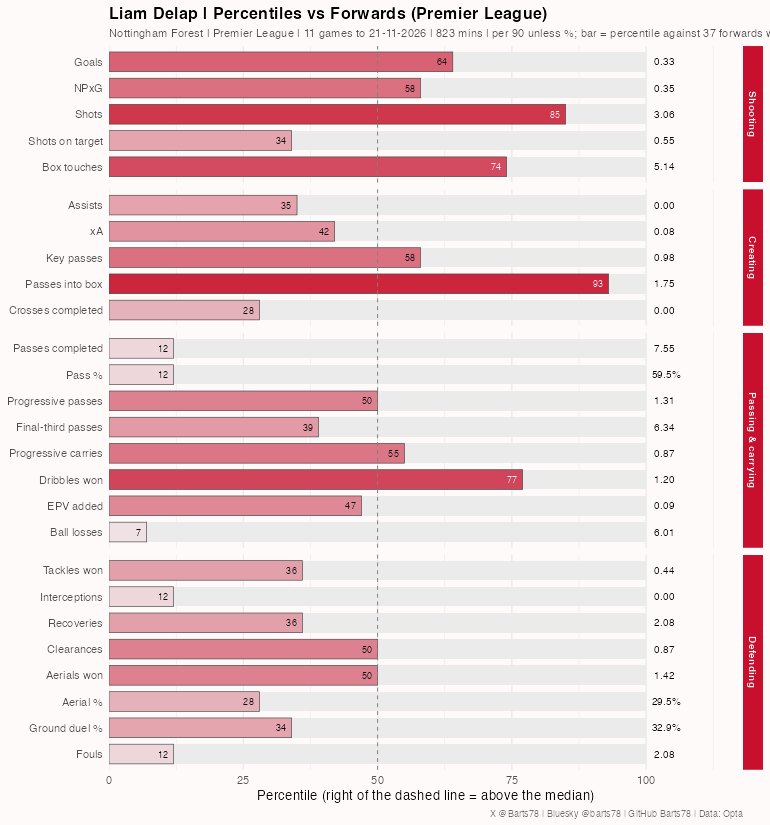 Liam Delap | Percentiles vs Forwards (Premier League)
Nottingham Forest | Premier League | 11 games to 21-11-2026 | 823 mins | per 90 unless %; bar = percentile against 37 forwards w
Goals 64 0.33
NPxG 58 0.35
Shots 85 3.06
Shots on target 34 0.55
Box touches 74 5.14
Shooting
Assists 35 0.00
xA 42 0.08
Key passes 58 0.98
Passes into box 93 1.75
Crosses completed 28 0.00
Creating
Passes completed 12 7.55
Pass % 12 59.5%
Progressive passes 50 1.31
Final-third passes 39 6.34
Progressive carries 55 0.87
Dribbles won 77 1.20
EPV added 47 0.09
Ball losses 7 6.01
Passing & carrying
Tackles won 36 0.44
Interceptions 12 0.00
Recoveries 36 2.08
Clearances 50 0.87
Aerials won 50 1.42
Aerial % 28 29.5%
Ground duel % 34 32.9%
Fouls 12 2.08
Defending
0 25 50 75 100
Percentile (right of the dashed line = above the median)
X @Barts78 | Bluesky @barts78 | GitHub Barts78 | Data: Opta